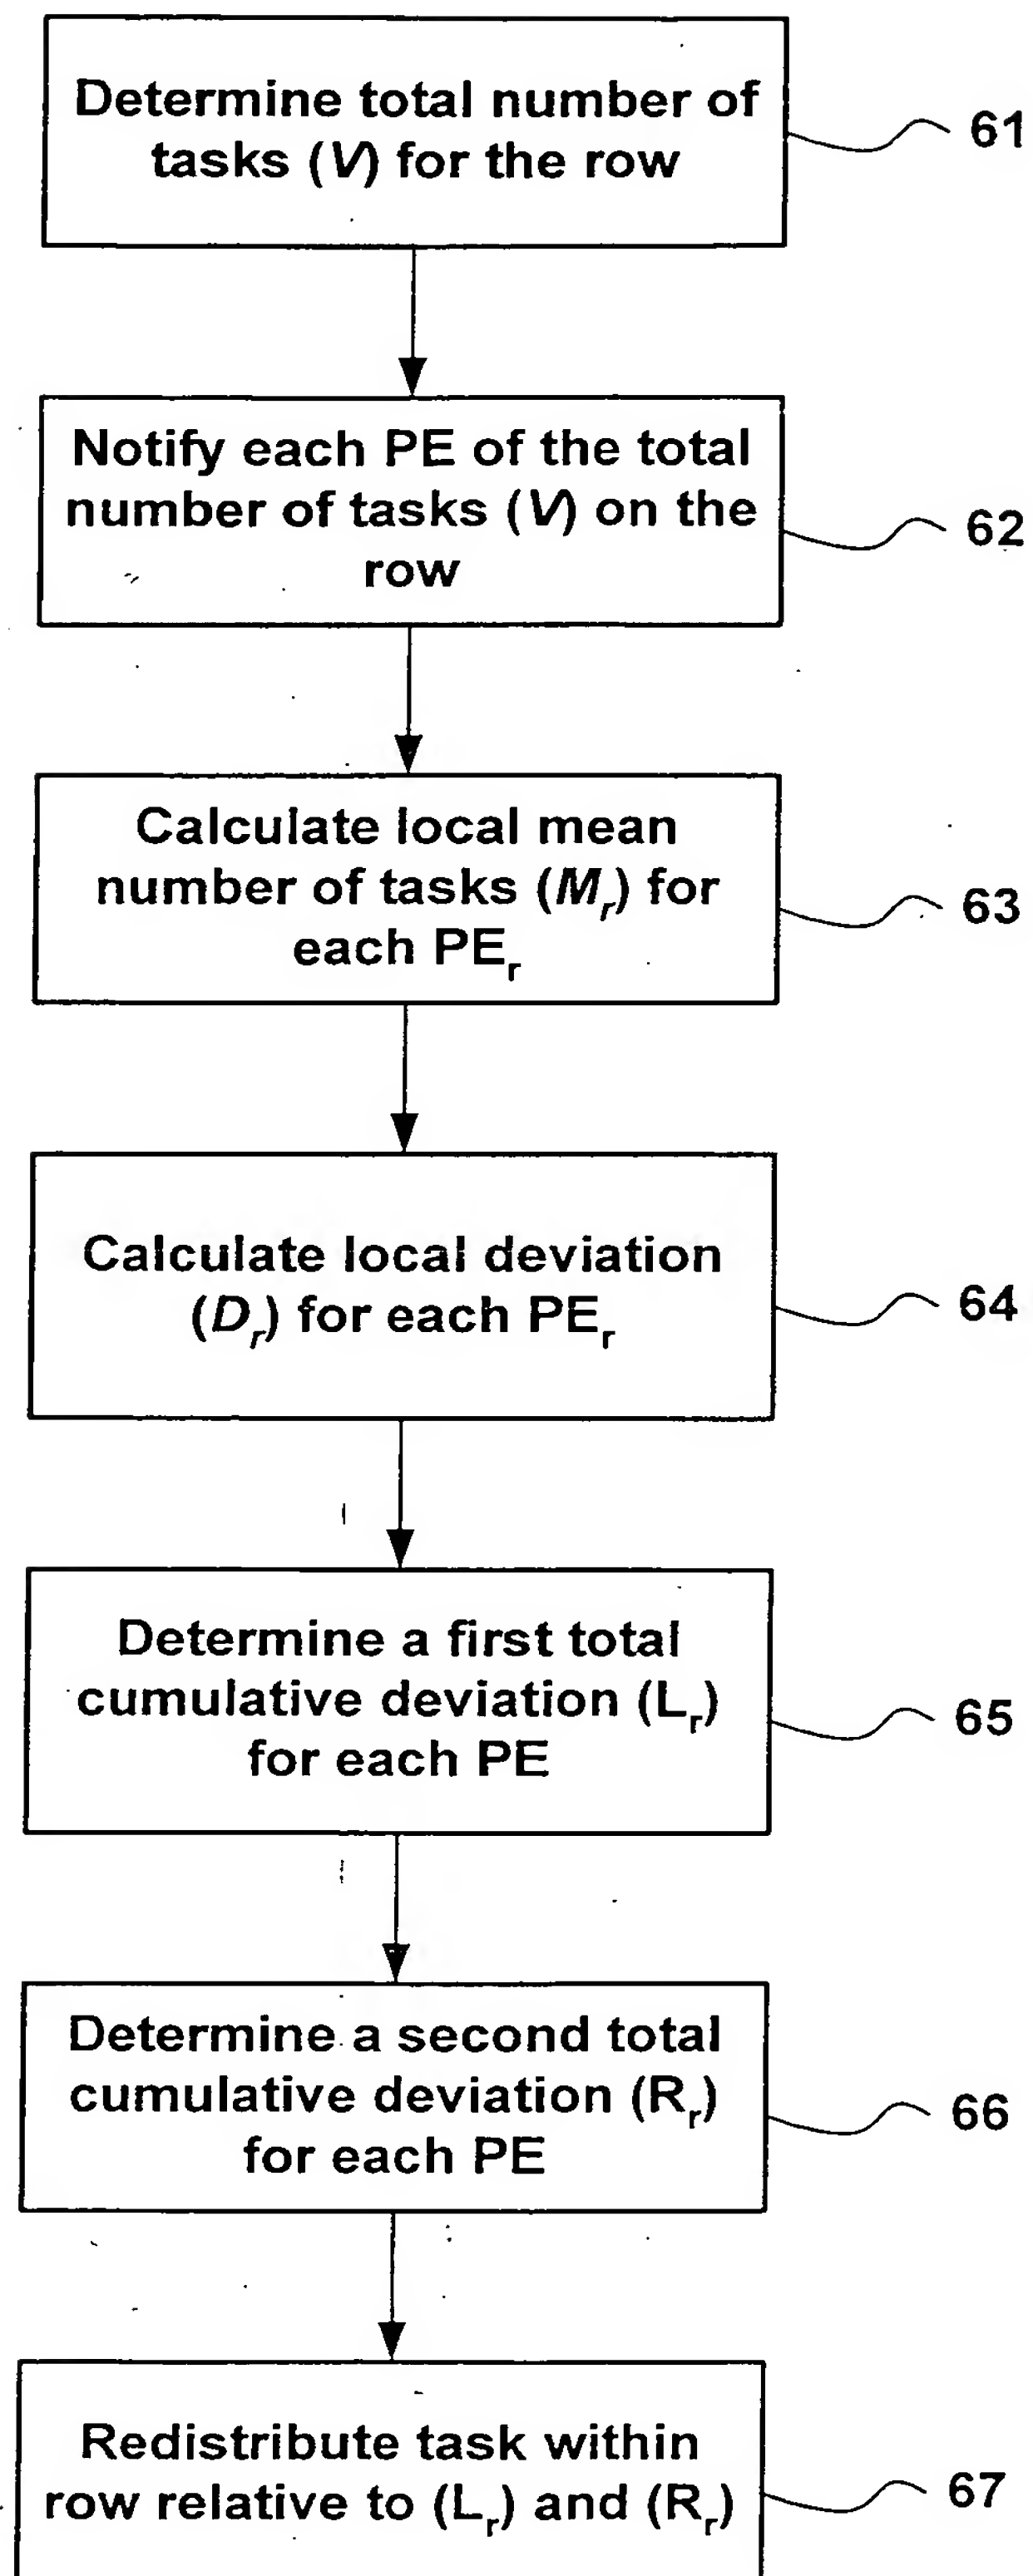 Determine total number of
tasks (V) for the row
61
Notify each PE of the total
number of tasks (V) on the
row
62
Calculate local mean
number of tasks (Mr) for
each PEr
63
Calculate local deviation
(Dr) for each PEr
64
Determine a first total
cumulative deviation (Lr)
for each PE
65
Determine a second total
cumulative deviation (Rr)
for each PE
66
Redistribute task within
row relative to (Lr) and (Rr)
67